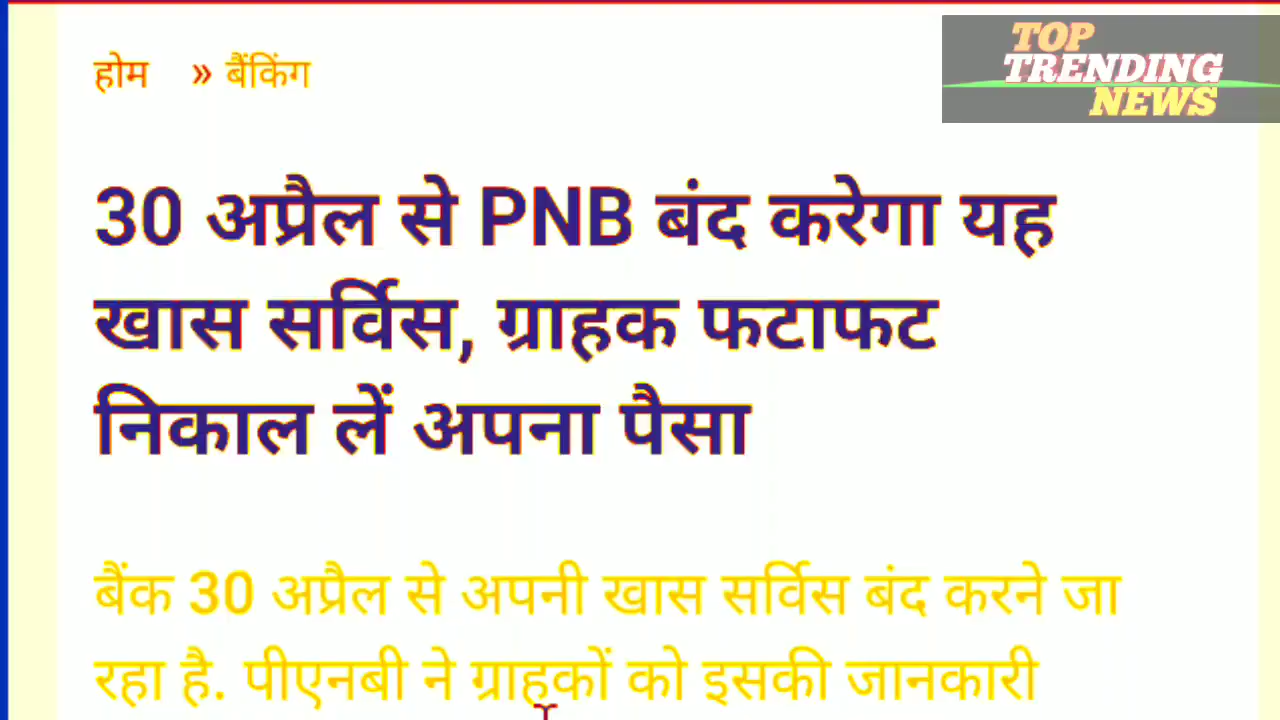 होम » बैंकिंग
TOP
TRENDING
NEWS
30 अप्रैल से PNB बंद करेगा यह
खास सर्विस, ग्राहक फटाफट
निकाल लें अपना पैसा
बैंक 30 अप्रैल से अपनी खास सर्विस बंद करने जा
रहा है. पीएनबी ने ग्राहकों को इसकी जानकारी